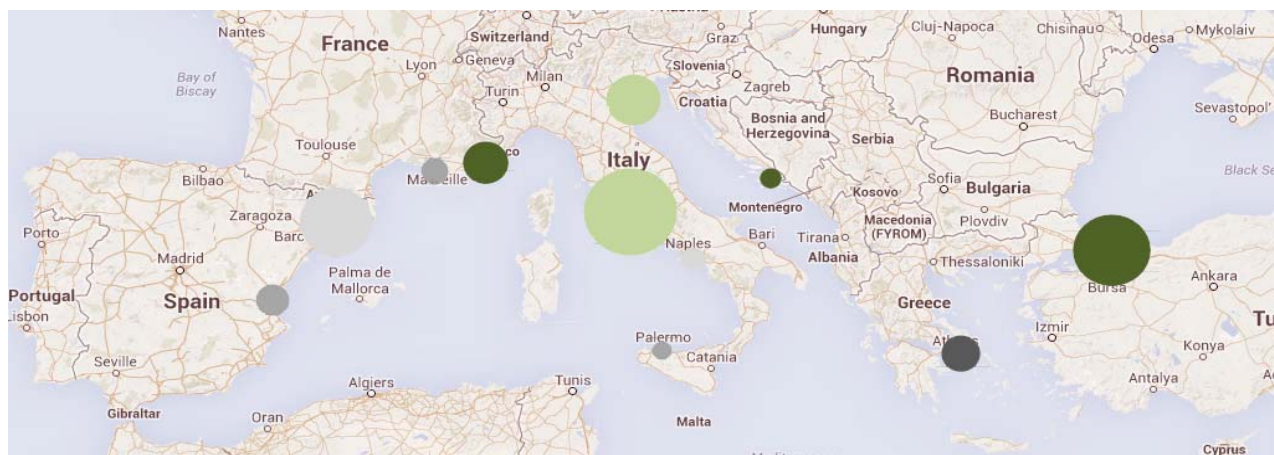 Nantes
France
Switzerland
Geneva
Austria
Graz
Hungary
Cluj-Napoca
Chisinau
Odesa
Mykolaiv
Bay of
Biscay
Lyon
Milan
Turin
Slovenia
Zagreb
Croatia
Romania
Sevastopol'
Bosnia and
Herzegovina
Serbia
Bucharest
Toulouse
Italy
Black Se
Bilbao
Kosovo
Sofia
Bulgaria
Montenegro
Macedonia
(FYROM)
Plovdiv
Zaragoza
Barc
Porto
Madrid
Palma de
Mallorca
Naples
Bari
Tirana
Albania
Thessaloniki
Bursa
Ankara
Portugal
Spain
Lisbon
Greece
Izmir
Tu
Palermo
Catania
Konya
Seville
Antalya
Algiers
Tunis
Gibraltar
Oran
Malta
Cyprus